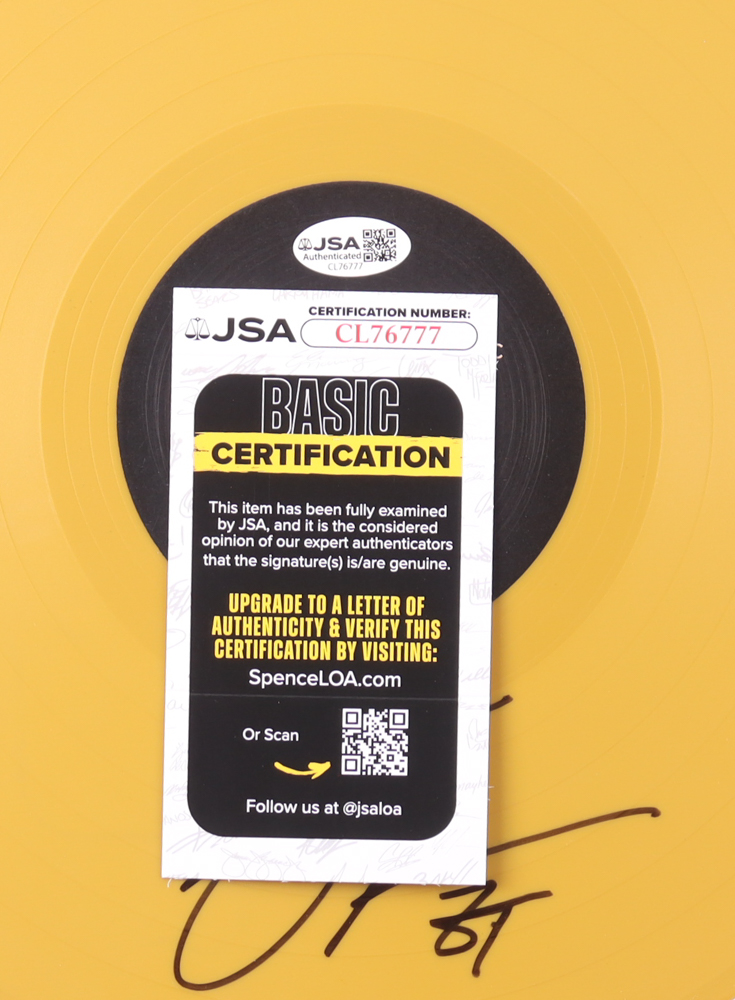 JSA
Authenticated
CL76777
JSA
CERTIFICATION NUMBER:
CL76777
BASIC
CERTIFICATION
This item has been fully examined
by JSA, and it is the considered
opinion of our expert authenticators
that the signature(s) is/are genuine.
UPGRADE TO A LETTER OF
AUTHENTICITY & VERIFY THIS
CERTIFICATION BY VISITING:
SpenceLOA.com
Or Scan
Follow us at @jsaloa